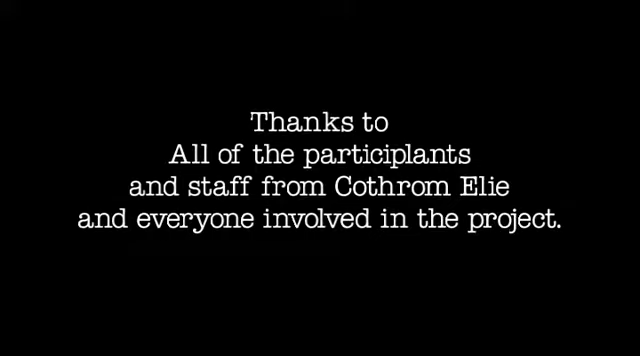 Thanks to
All of the participlants
and staff from Cothrom Elie
and everyone involved in the project.